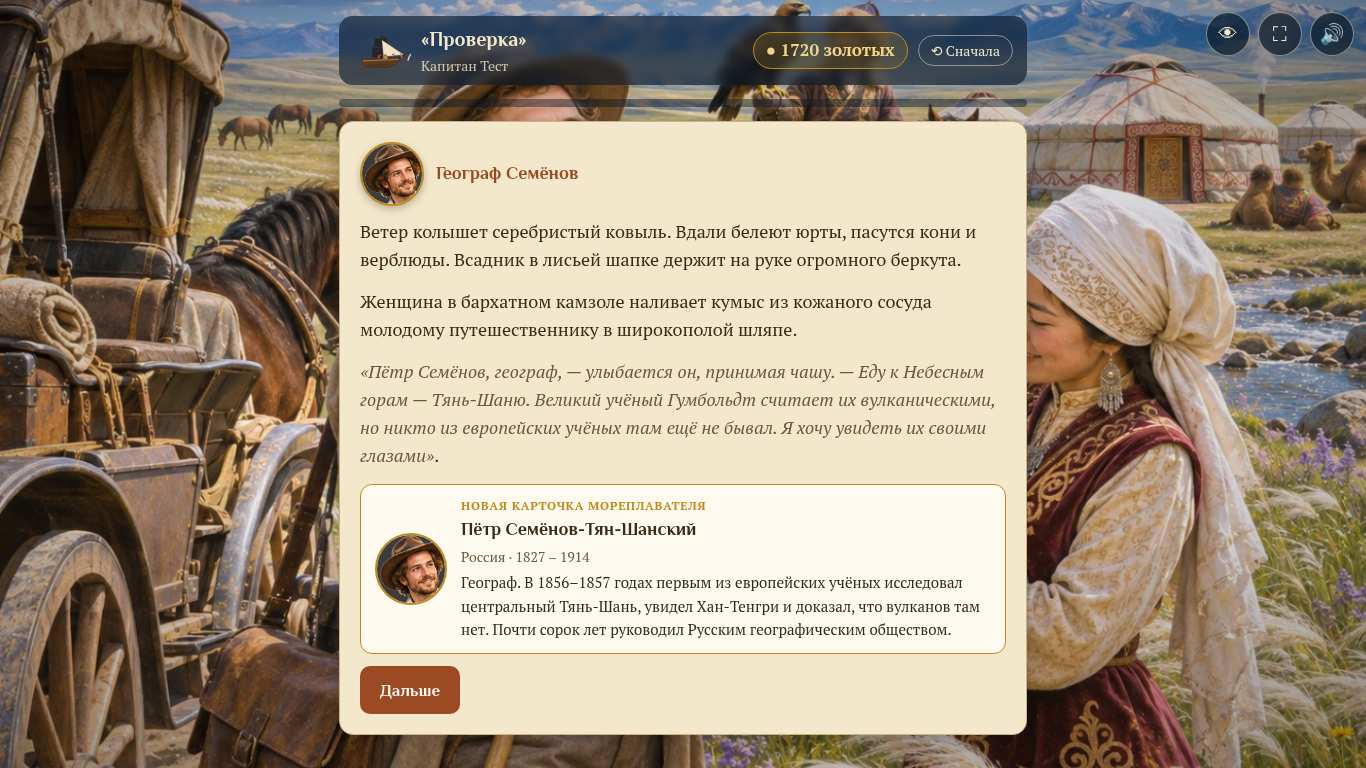 «Проверка»
Капитан Тест
● 1720 золотых
⟲ Сначала
Географ Семёнов
Ветер колышет серебристый ковыль. Вдали белеют юрты, пасутся кони и
верблюды. Всадник в лисьей шапке держит на руке огромного беркута.
Женщина в бархатном камзоле наливает кумыс из кожаного сосуда
молодому путешественнику в широкополой шляпе.
«Пётр Семёнов, географ, — улыбается он, принимая чашу. — Еду к Небесным
горам — Тянь-Шаню. Великий учёный Гумбольдт считает их вулканическими,
но никто из европейских учёных там ещё не бывал. Я хочу увидеть их своими
глазами».
НОВАЯ КАРТОЧКА МОРЕПЛАВАТЕЛЯ
Пётр Семёнов-Тян-Шанский
Россия · 1827 – 1914
Географ. В 1856–1857 годах первым из европейских учёных исследовал
центральный Тянь-Шань, увидел Хан-Тенгри и доказал, что вулканов там
нет. Почти сорок лет руководил Русским географическим обществом.
Дальше